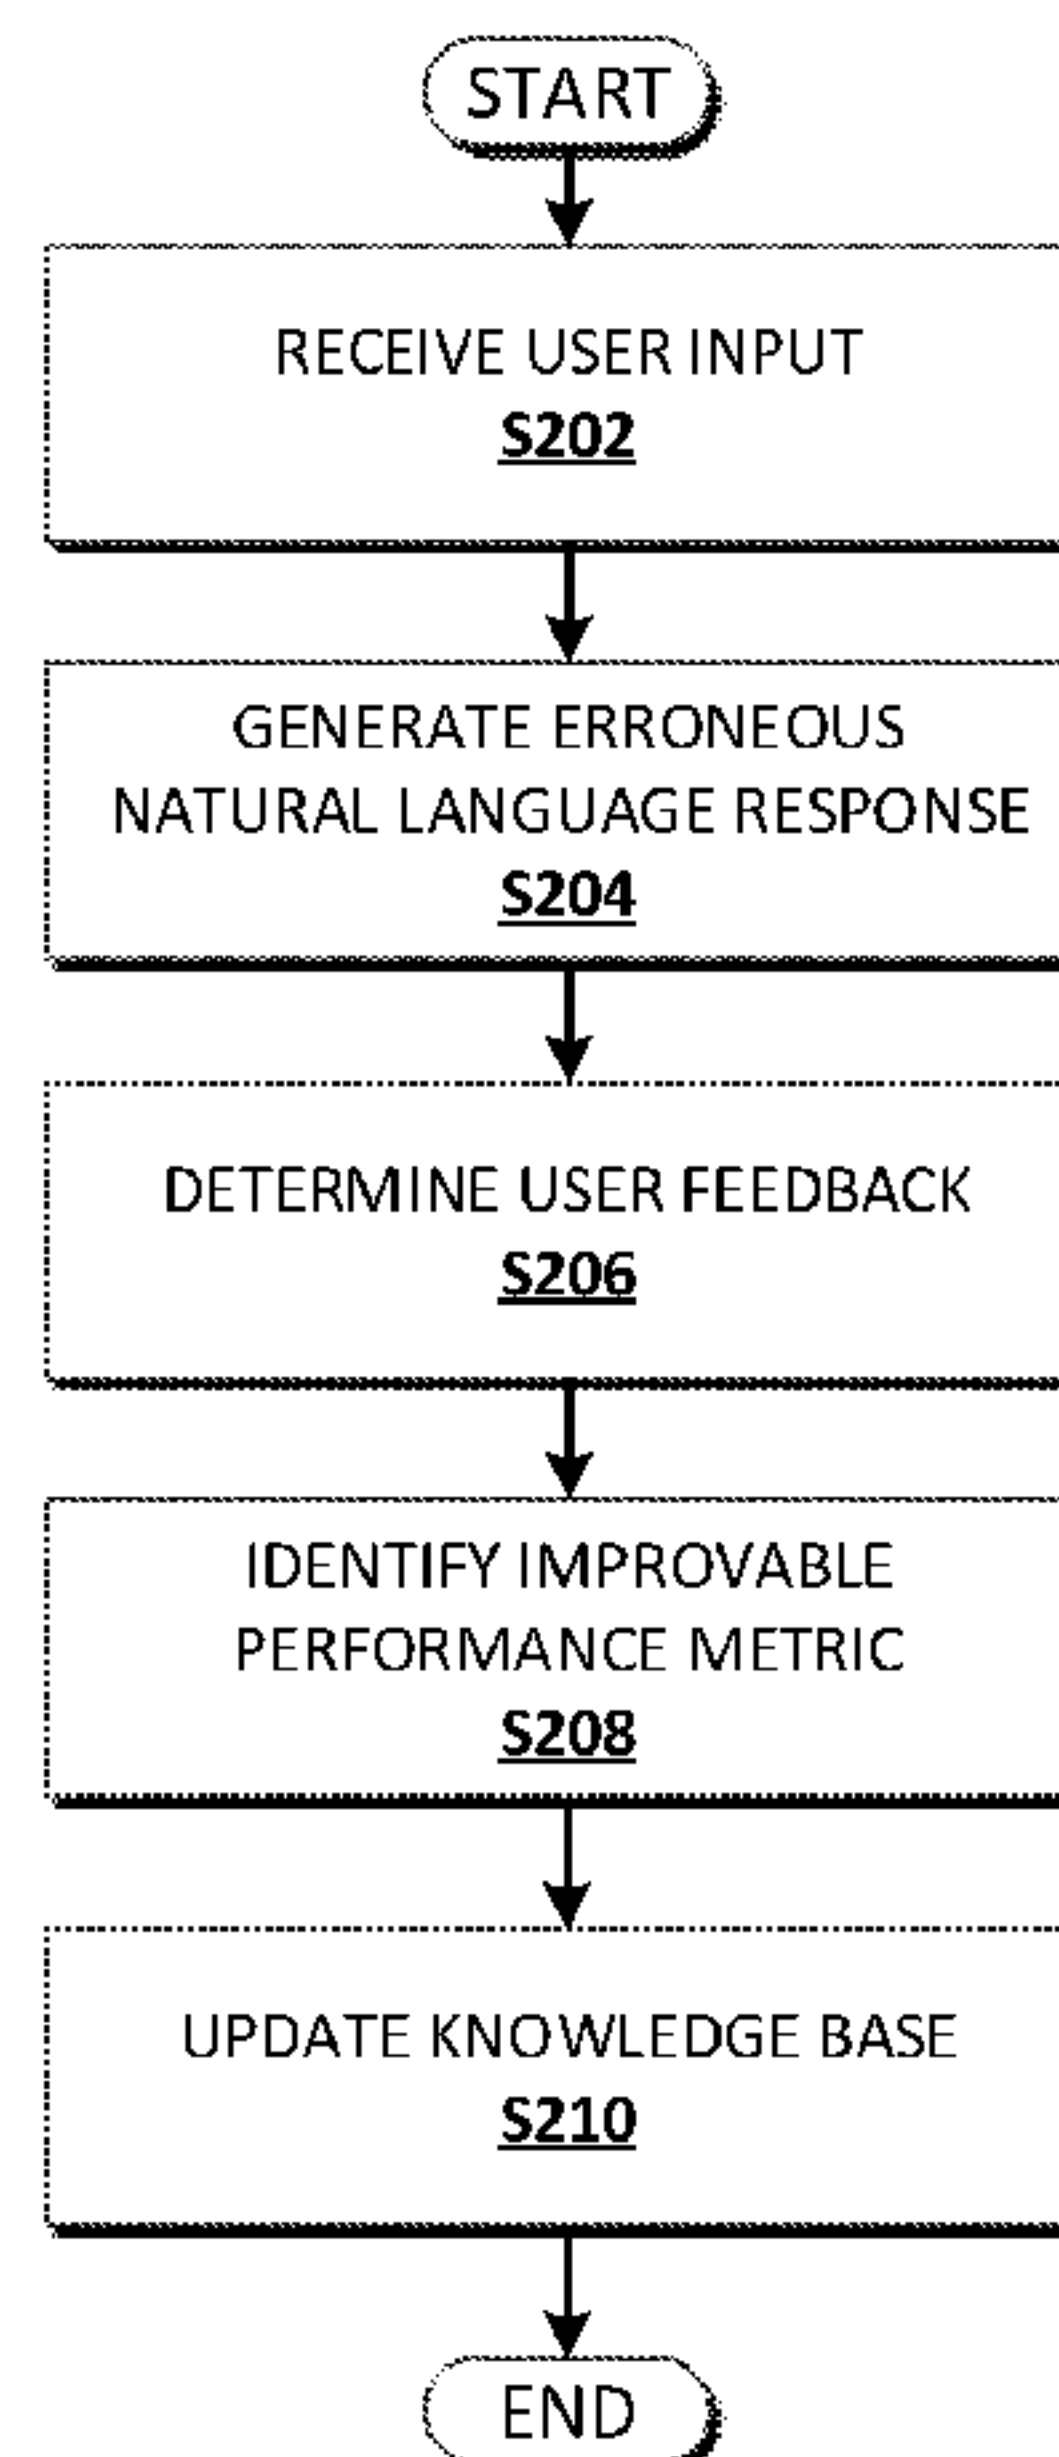 START
RECEIVE USER INPUT
S202
GENERATE ERRONEOUS
NATURAL LANGUAGE RESPONSE
S204
DETERMINE USER FEEDBACK
S206
IDENTIFY IMPROVABLE
PERFORMANCE METRIC
S208
UPDATE KNOWLEDGE BASE
S210
END